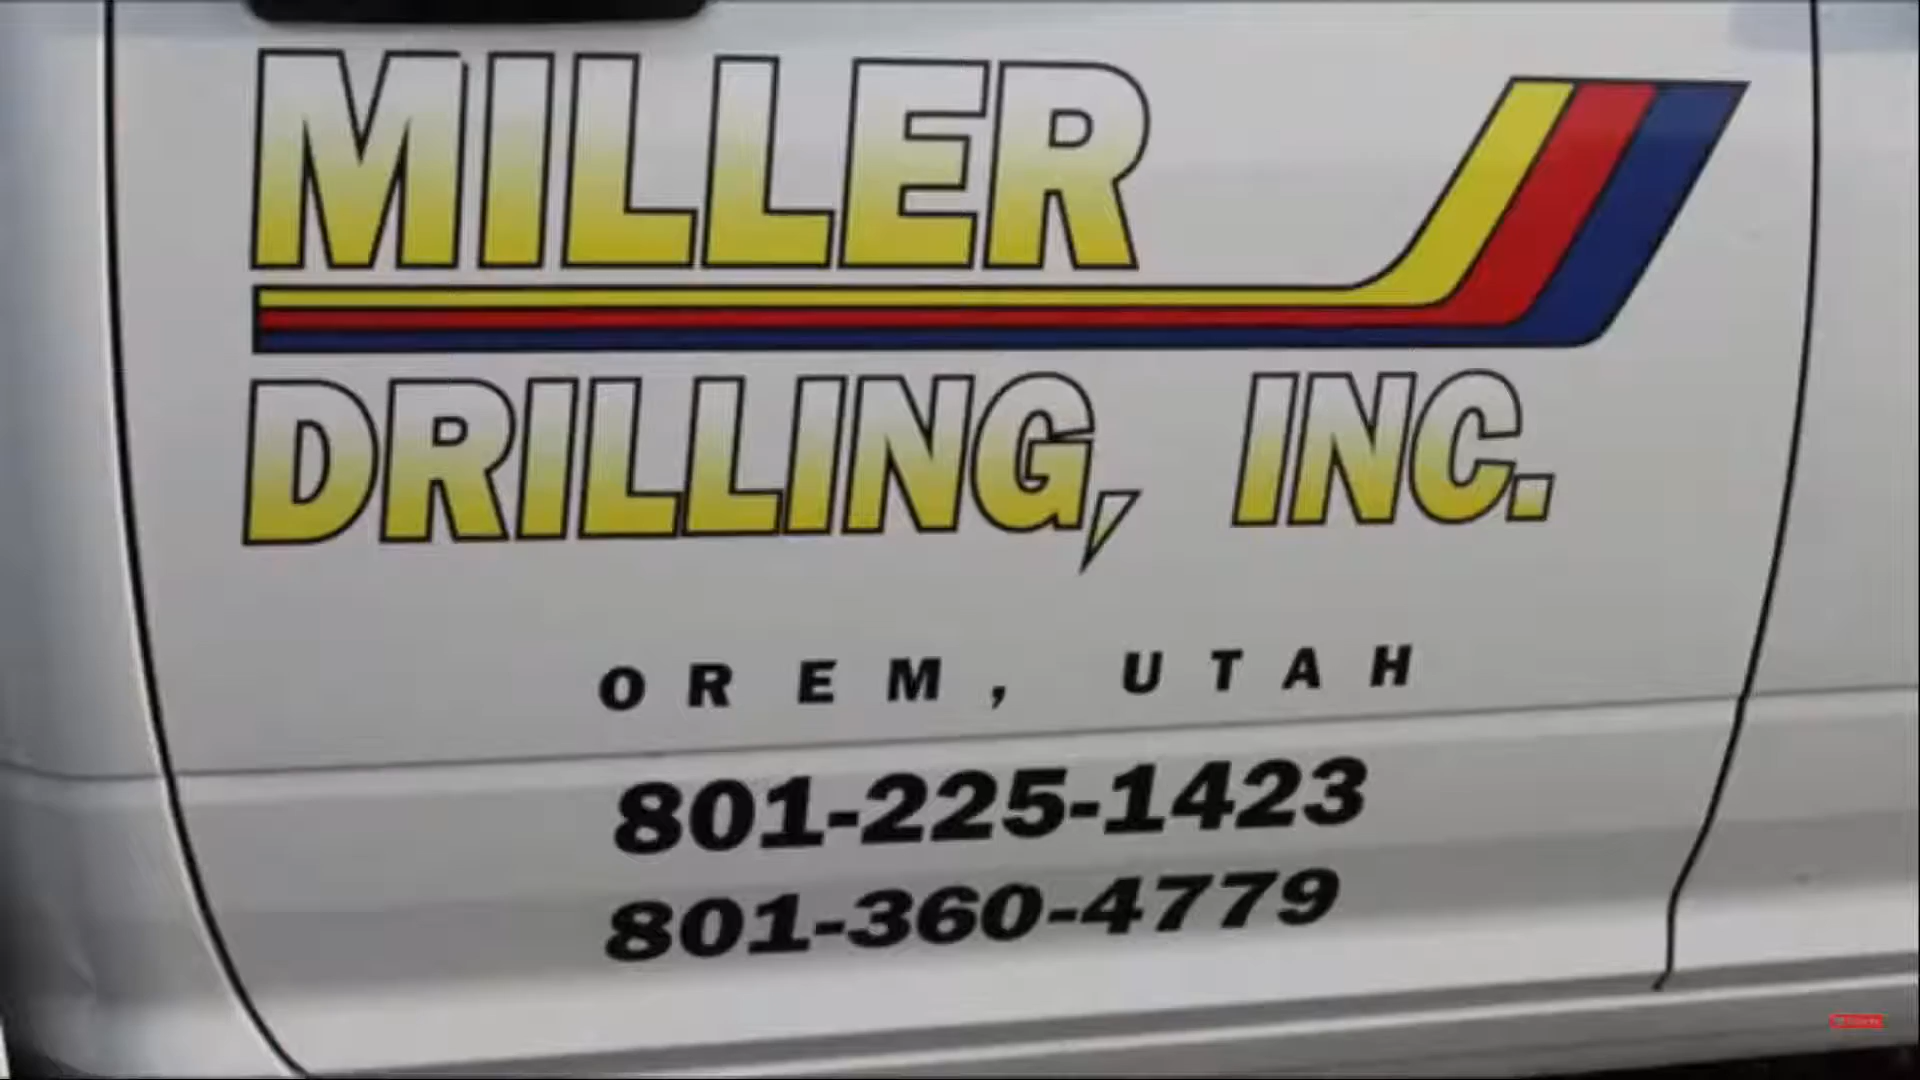 MILLER
DRILLING, INC.
OREM, UTAH
801-225-1423
801-360-4779